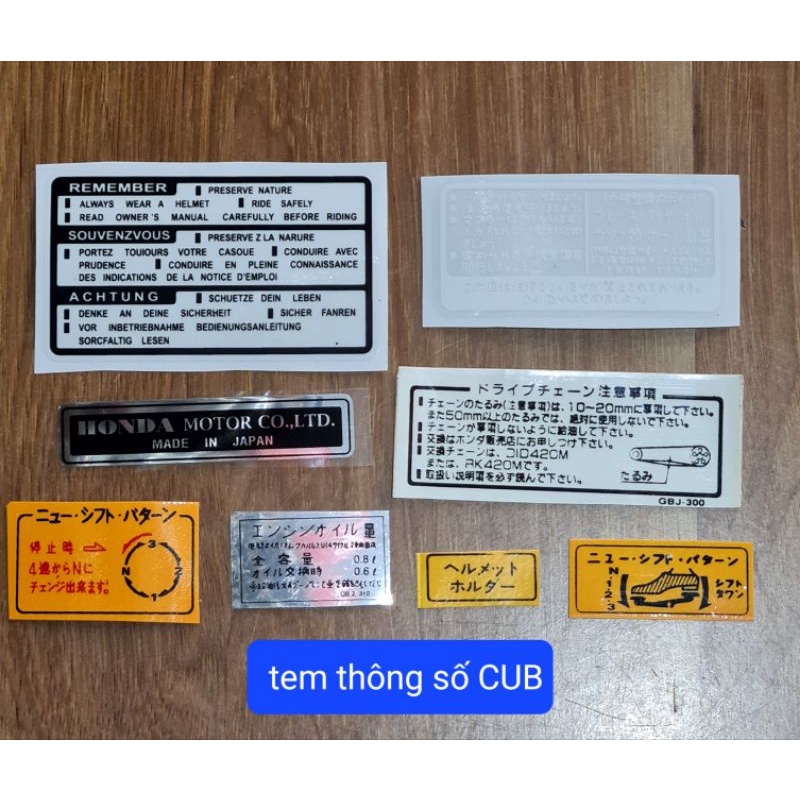 REMEMBER PRESERVE NATURE
ALWAYS WEAR A HELMET RIDE SAFELY
READ OWNER'S MANUAL CAREFULLY BEFORE RIDING
SOUVENZVOUS PRESERVE Z LA NARURE
PORTEZ TOUIOURS VOTRE CASOUE CONDUIRE AVEC
PRUDENCE CONDUIRE EN PLEINE CONNAISSANCE
DES INDICATIONS DE LA NOTICE D'EMPLOI
ACHTUNG SCHUETZE DEIN LEBEN
DENKE AN DEINE SICHERHEIT SICHER FANREN
VOR INBETRIEBNAHME BEDIENUNGSANLEITUNG
SORCFALTIG LESEN
HONDA MOTOR CO.,LTD.
MADE IN JAPAN
ドライブチェーン注意事項
チェーンのたるみ(注意事項)は、10~20mmに事項して下さい。
また50mm以上のたるみでは、絶対に使用しないで下さい。
チェーンが事項しないように給油して下さい。
交換はホンダ販売店にお申しつけ下さい。
交換チェーンは、DID42CM
または、RK420Mです。
取扱い説明項を必ず読んで下さい。
たるみ
GBJ-300
ニュー・シフト・パターン
停止時
4速からNに
チェンジ出来ます。
3
N 2
1
エンジンオイル量
全容量 0.8ℓ
オイル交換時 0.6ℓ
ヘルメット
ホルダー
ニュー・シフト・パターン
N・1・2・3
シフト
ダウン
tem thông số CUB